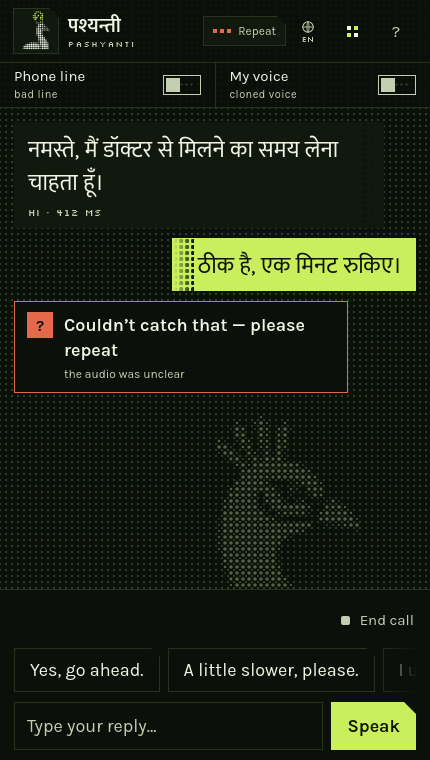 पश्यन्ती
PASHYANTI
Repeat
EN
?
Phone line
bad line
My voice
cloned voice
नमस्ते, मैं डॉक्टर से मिलने का समय लेना
चाहता हूँ।
HI · 412 MS
ठीक है, एक मिनट रुकिए।
?
Couldn’t catch that — please
repeat
the audio was unclear
End call
Yes, go ahead.
A little slower, please.
I
Type your reply…
Speak